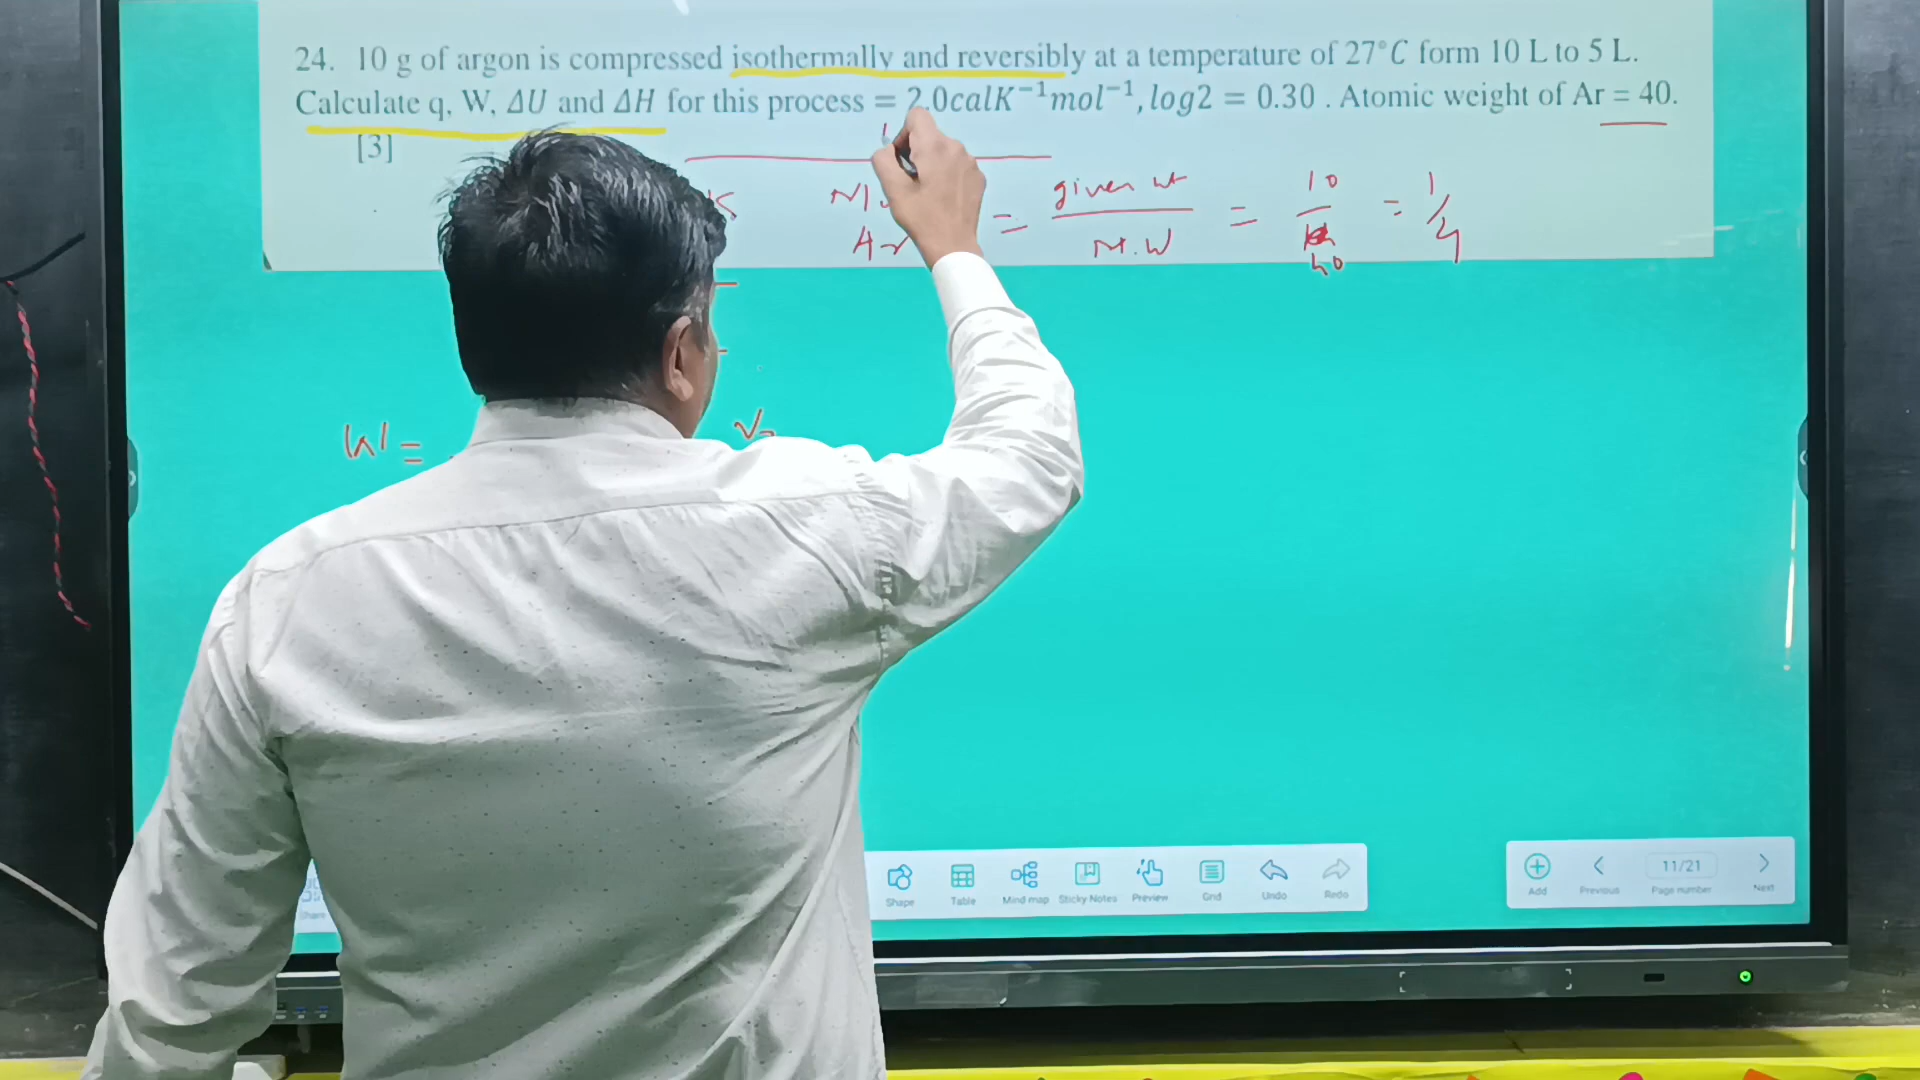 24. 10 g of argon is compressed isothermally and reversibly at a temperature of 27°C form 10 L to 5 L.
Calculate q, W, ΔU and ΔH for this process = 2.0calK⁻¹mol⁻¹, log2 = 0.30 . Atomic weight of Ar = 40.
[3]
= given wt / M.W = 10 / 40 = 1/4
Ar
W =
Shape Table Mind map Sticky Notes Preview Grid Undo Redo
Add Previous 11/21 Page number Next
Share